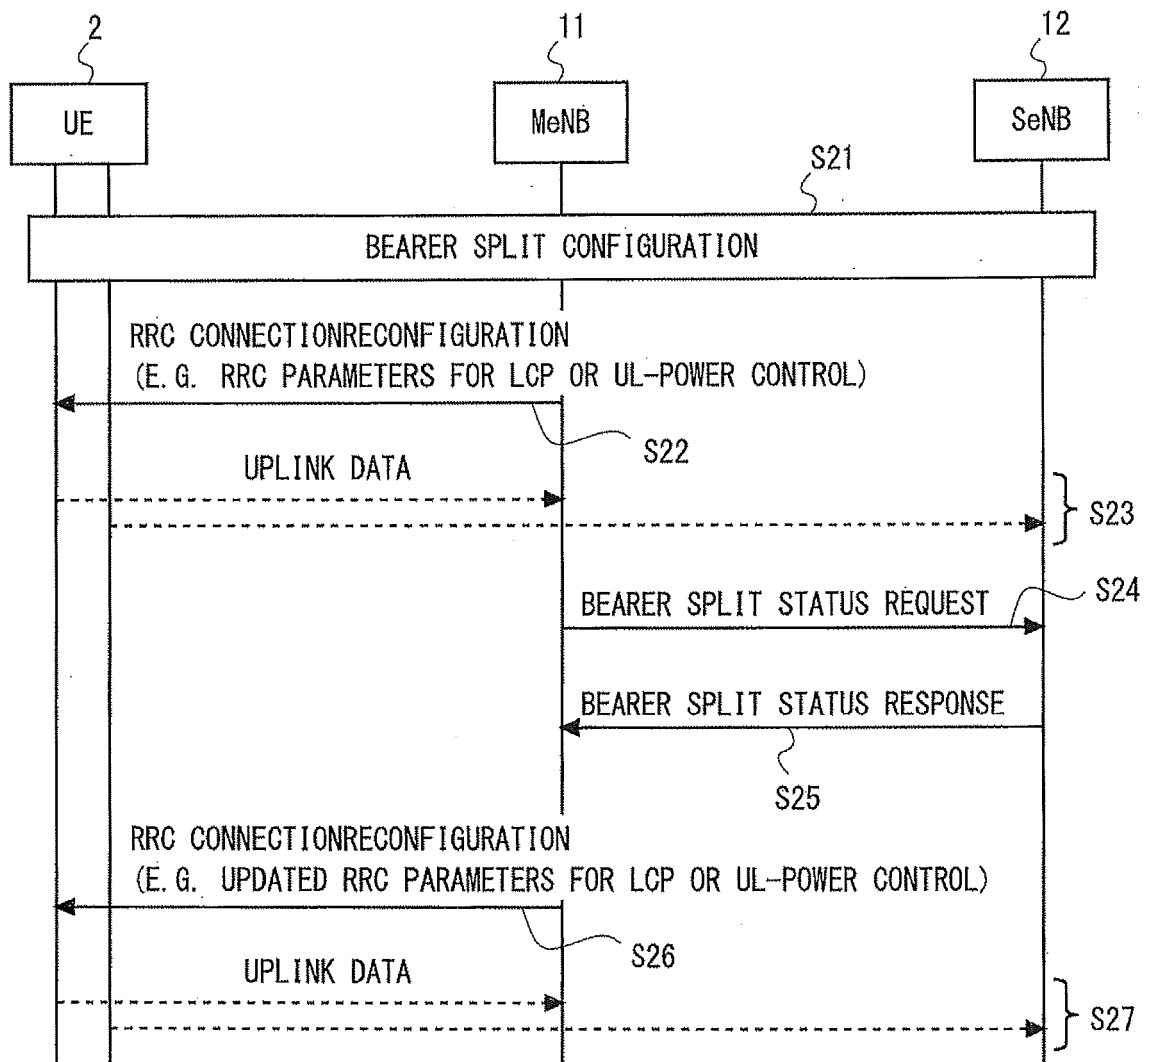 2
11
12
UE
MeNB
SeNB
S21
BEARER SPLIT CONFIGURATION
RRC CONNECTIONRECONFIGURATION
(E.G. RRC PARAMETERS FOR LCP OR UL-POWER CONTROL)
S22
UPLINK DATA
S23
S24
BEARER SPLIT STATUS REQUEST
BEARER SPLIT STATUS RESPONSE
S25
RRC CONNECTIONRECONFIGURATION
(E.G. UPDATED RRC PARAMETERS FOR LCP OR UL-POWER CONTROL)
S26
UPLINK DATA
S27